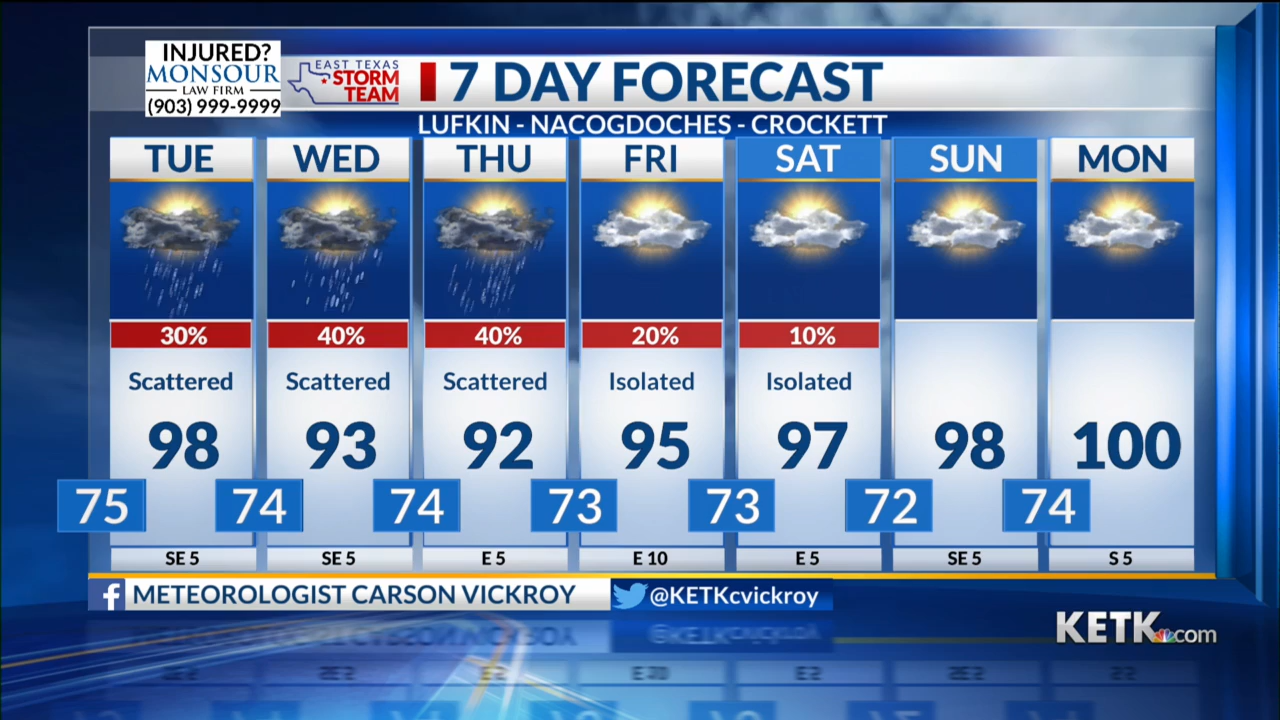 INJURED?
MONSOUR
LAW FIRM
(903) 999-9999
EAST TEXAS
STORM
TEAM
7 DAY FORECAST
LUFKIN - NACOGDOCHES - CROCKETT
TUE WED THU FRI SAT SUN MON
30% 40% 40% 20% 10%
Scattered Scattered Scattered Isolated Isolated
98 93 92 95 97 98 100
75 74 74 73 73 72 74
SE 5 SE 5 E 5 E 10 E 5 SE 5 S 5
f METEOROLOGIST CARSON VICKROY @KETKcvickroy
KETK.com